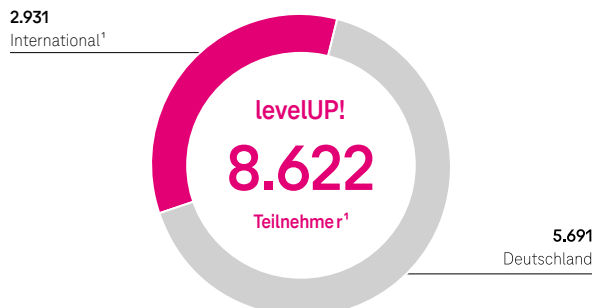 2.931
International¹
levelUP!
8.622
Teilnehmer¹
5.691
Deutschland